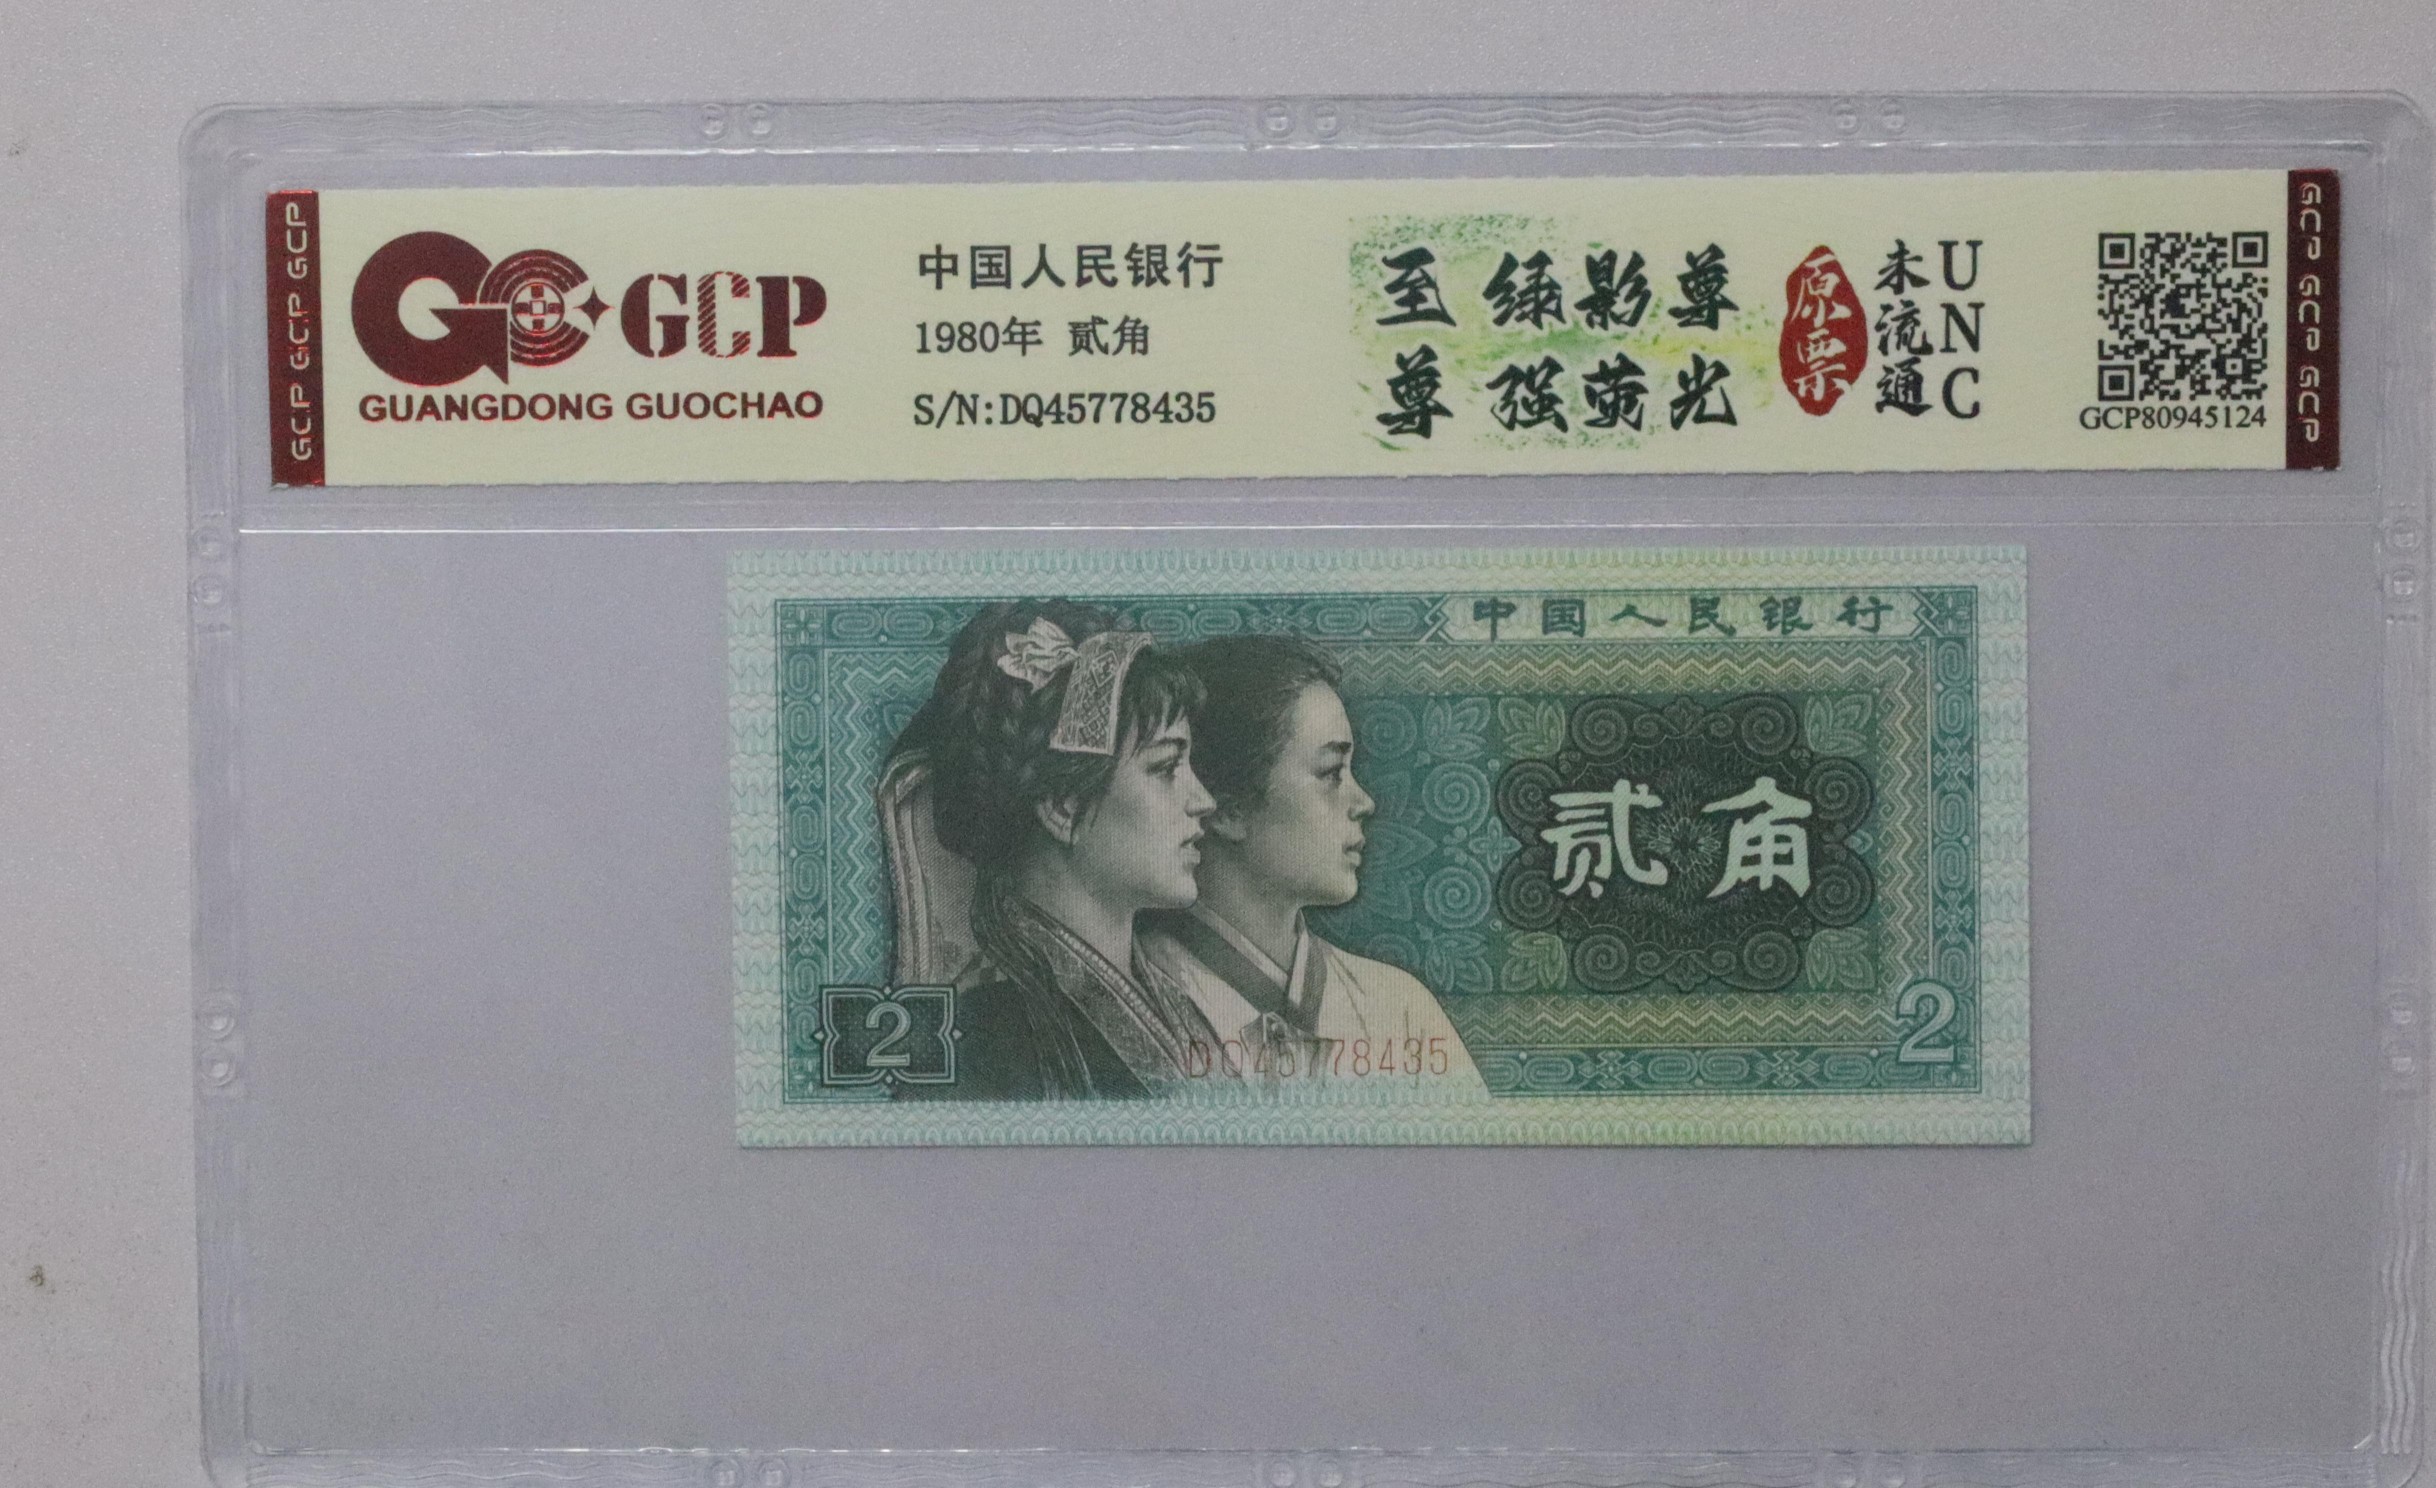 GCP GCP GCP
GCP
GUANGDONG GUOCHAO
中国人民银行
1980年 贰角
S/N:DQ45778435
至尊
绿影尊
强荧光
原票
未流通
UNC
GCP80945124
GCP GCP GCP
中国人民银行
贰角
2
DQ45778435
2